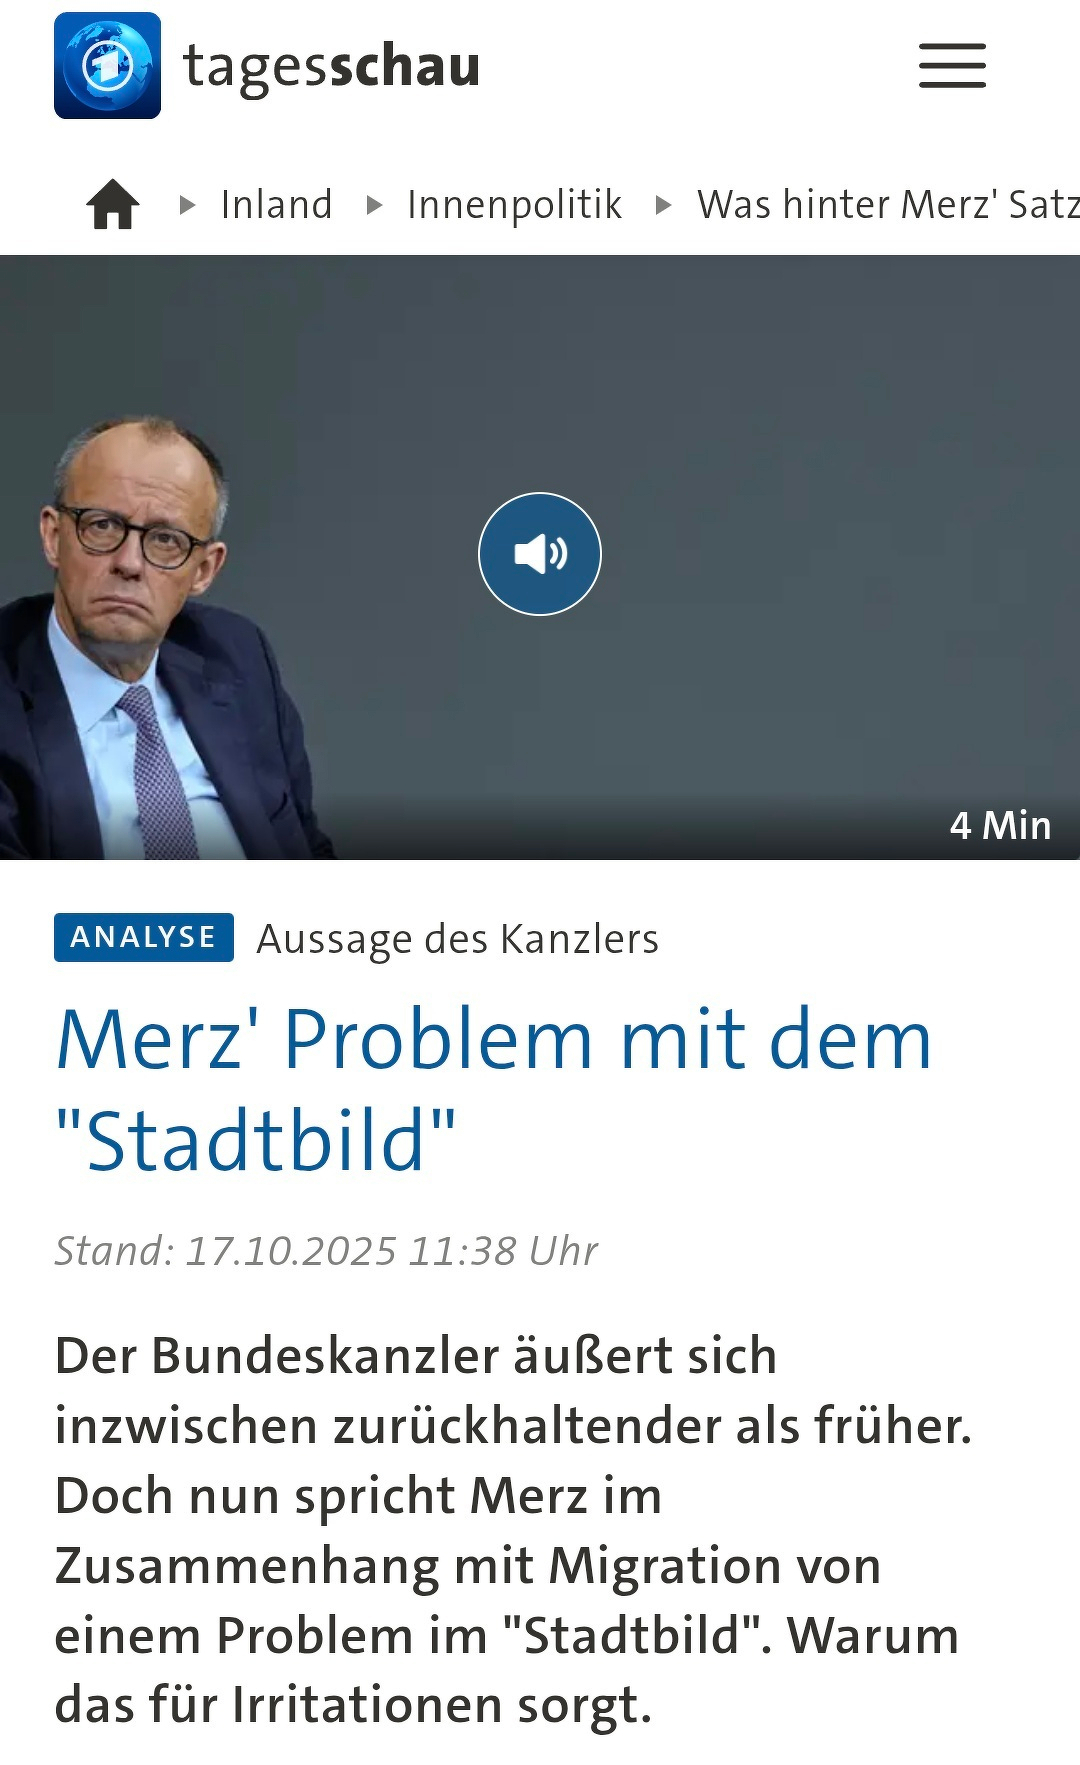 tagesschau
Inland Innenpolitik Was hinter Merz' Satz
4 Min
ANALYSE Aussage des Kanzlers
Merz' Problem mit dem
"Stadtbild"
Stand: 17.10.2025 11:38 Uhr
Der Bundeskanzler äußert sich
inzwischen zurückhaltender als früher.
Doch nun spricht Merz im
Zusammenhang mit Migration von
einem Problem im "Stadtbild". Warum
das für Irritationen sorgt.